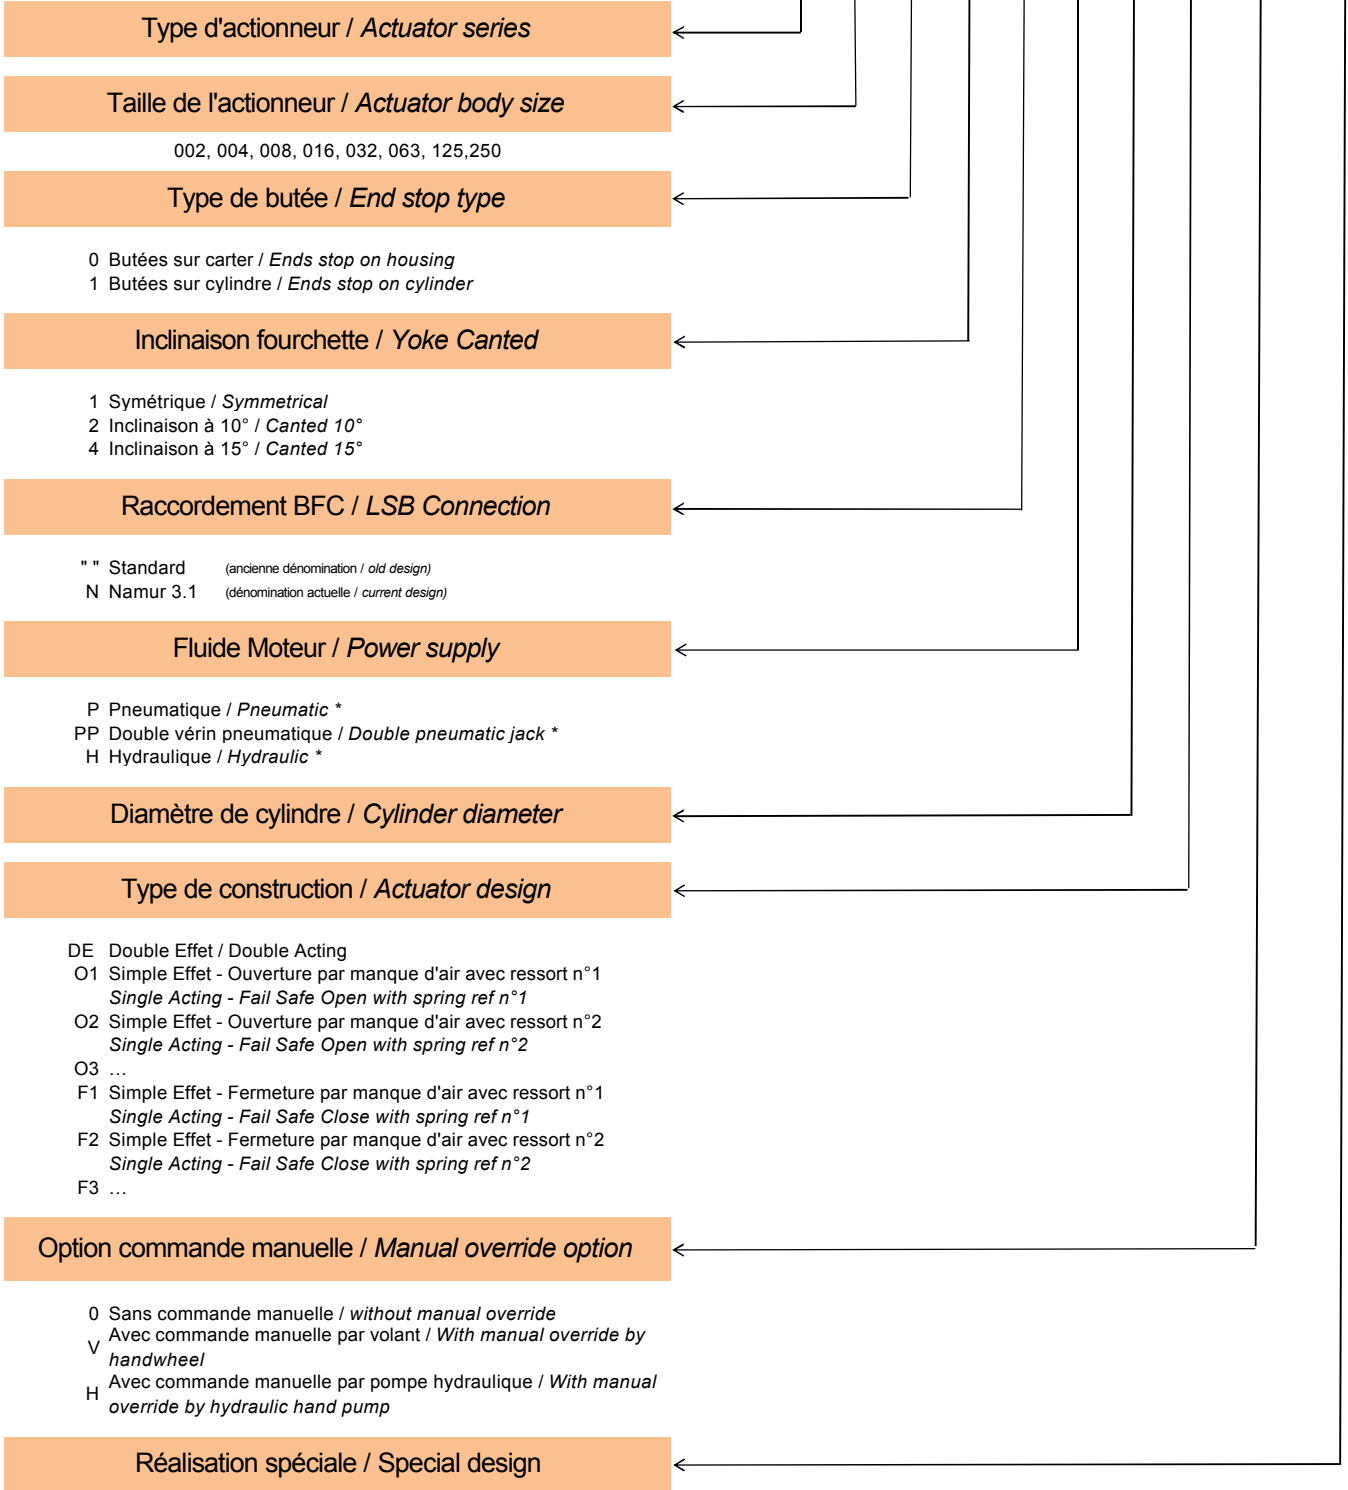 Type d'actionneur / Actuator series
Taille de l'actionneur / Actuator body size
002, 004, 008, 016, 032, 063, 125,250
Type de butée / End stop type
0 Butées sur carter / Ends stop on housing
1 Butées sur cylindre / Ends stop on cylinder
Inclinaison fourchette / Yoke Canted
1 Symétrique / Symmetrical
2 Inclinaison à 10° / Canted 10°
4 Inclinaison à 15° / Canted 15°
Raccordement BFC / LSB Connection
" " Standard (ancienne dénomination / old design)
N Namur 3.1 (dénomination actuelle / current design)
Fluide Moteur / Power supply
P Pneumatique / Pneumatic *
PP Double vérin pneumatique / Double pneumatic jack *
H Hydraulique / Hydraulic *
Diamètre de cylindre / Cylinder diameter
Type de construction / Actuator design
DE Double Effet / Double Acting
O1 Simple Effet - Ouverture par manque d'air avec ressort n°1
Single Acting - Fail Safe Open with spring ref n°1
O2 Simple Effet - Ouverture par manque d'air avec ressort n°2
Single Acting - Fail Safe Open with spring ref n°2
O3 …
F1 Simple Effet - Fermeture par manque d'air avec ressort n°1
Single Acting - Fail Safe Close with spring ref n°1
F2 Simple Effet - Fermeture par manque d'air avec ressort n°2
Single Acting - Fail Safe Close with spring ref n°2
F3 …
Option commande manuelle / Manual override option
0 Sans commande manuelle / without manual override
V Avec commande manuelle par volant / With manual override by
handwheel
H Avec commande manuelle par pompe hydraulique / With manual
override by hydraulic hand pump
Réalisation spéciale / Special design